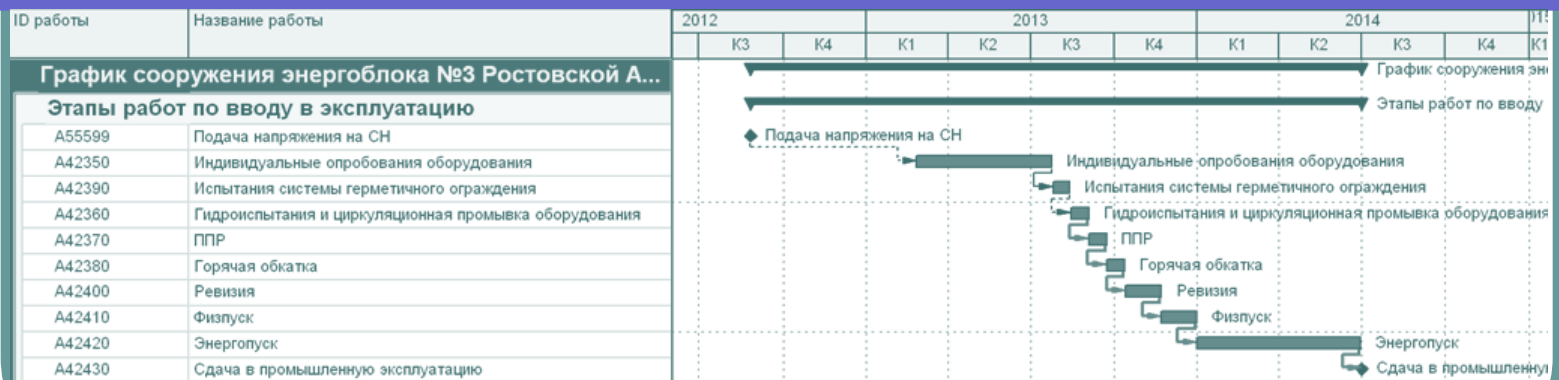 ID работы Название работы 2012 2013 2014
К3 К4 К1 К2 К3 К4 К1 К2 К3 К4 К1
График сооружения энергоблока №3 Ростовской А... График сооружения эн
Этапы работ по вводу в эксплуатацию Этапы работ по вводу
A55599 Подача напряжения на СН Подача напряжения на СН
A42350 Индивидуальные опробования оборудования Индивидуальные опробования оборудования
A42390 Испытания системы герметичного ограждения Испытания системы герметичного ограждения
A42360 Гидроиспытания и циркуляционная промывка оборудования Гидроиспытания и циркуляционная промывка оборудования
A42370 ППР ППР
A42380 Горячая обкатка Горячая обкатка
A42400 Ревизия Ревизия
A42410 Физпуск Физпуск
A42420 Энергопуск Энергопуск
A42430 Сдача в промышленную эксплуатацию Сдача в промышленну